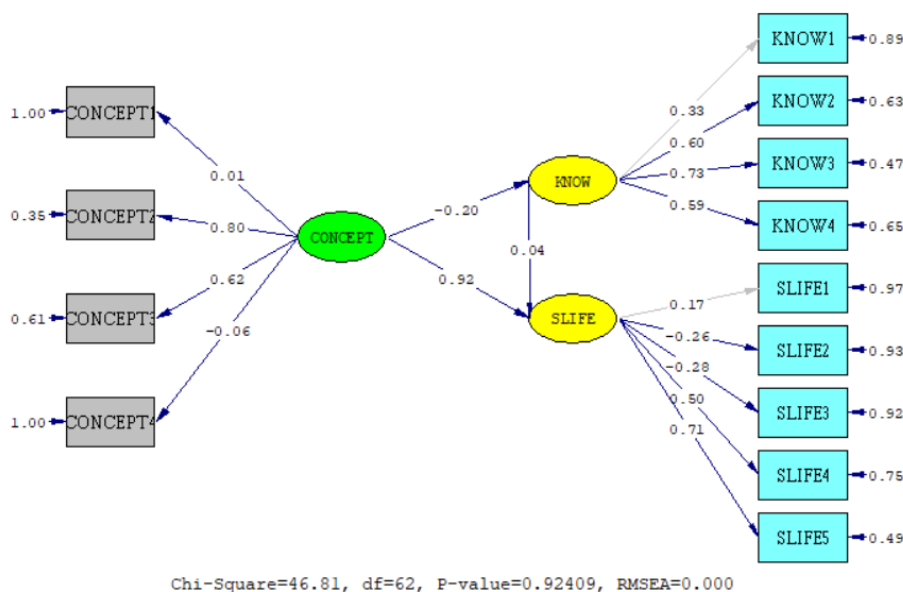 KNOW1
0.89
1.00
CONCEPT1
KNOW2
0.63
0.33
0.60
KNOW3
0.47
0.01
0.73
KNOW
0.35
CONCEPT2
-0.20
0.59
KNOW4
0.65
0.80
CONCEPT
0.04
0.62
0.92
SLIFE1
0.97
0.17
0.61
CONCEPT3
-0.06
SLIFE
-0.26
SLIFE2
0.93
-0.28
0.50
SLIFE3
0.92
1.00
CONCEPT4
0.71
SLIFE4
0.75
SLIFE5
0.49
Chi-Square=46.81, df=62, P-value=0.92409, RMSEA=0.000